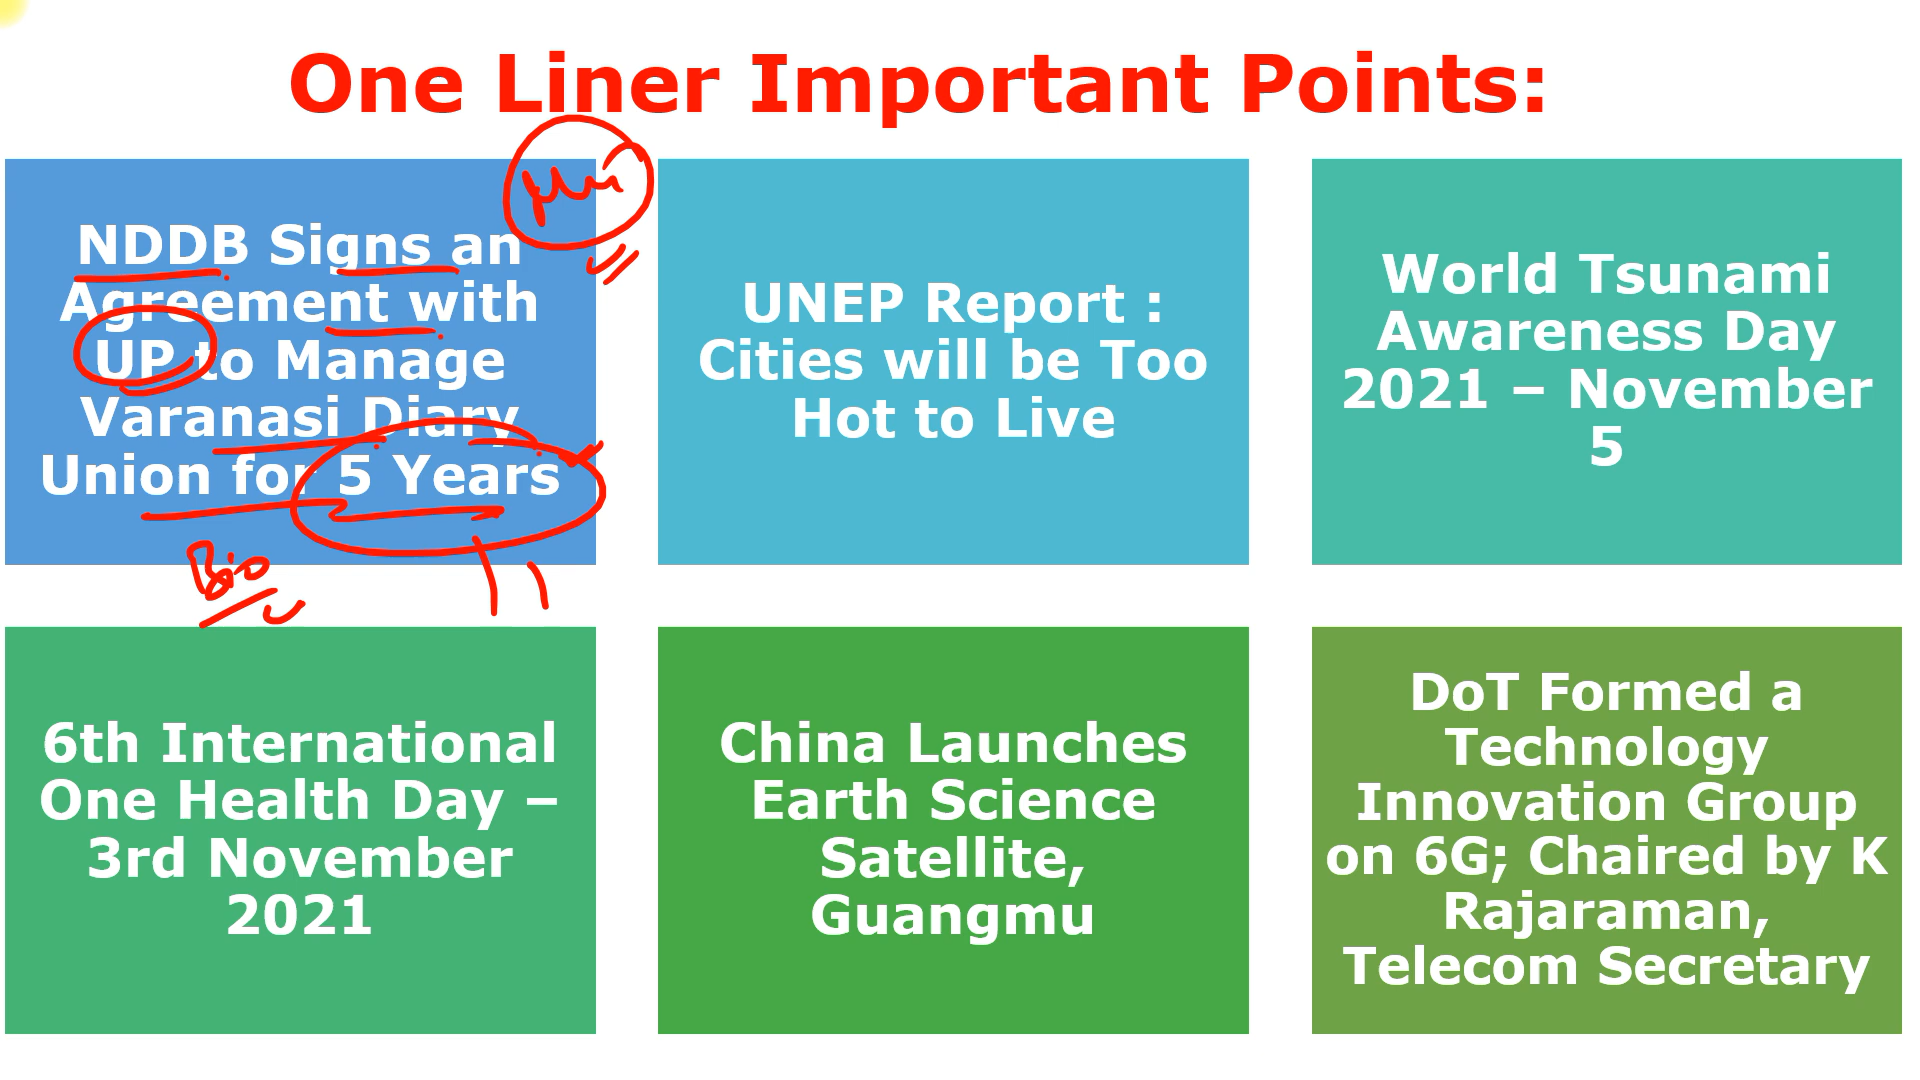 One Liner Important Points:
NDDB Signs an
Agreement with
UP to Manage
Varanasi Diary
Union for 5 Years
UNEP Report :
Cities will be Too
Hot to Live
World Tsunami
Awareness Day
2021 – November
5
Bio
6th International
One Health Day –
3rd November
2021
China Launches
Earth Science
Satellite,
Guangmu
DoT Formed a
Technology
Innovation Group
on 6G; Chaired by K
Rajaraman,
Telecom Secretary